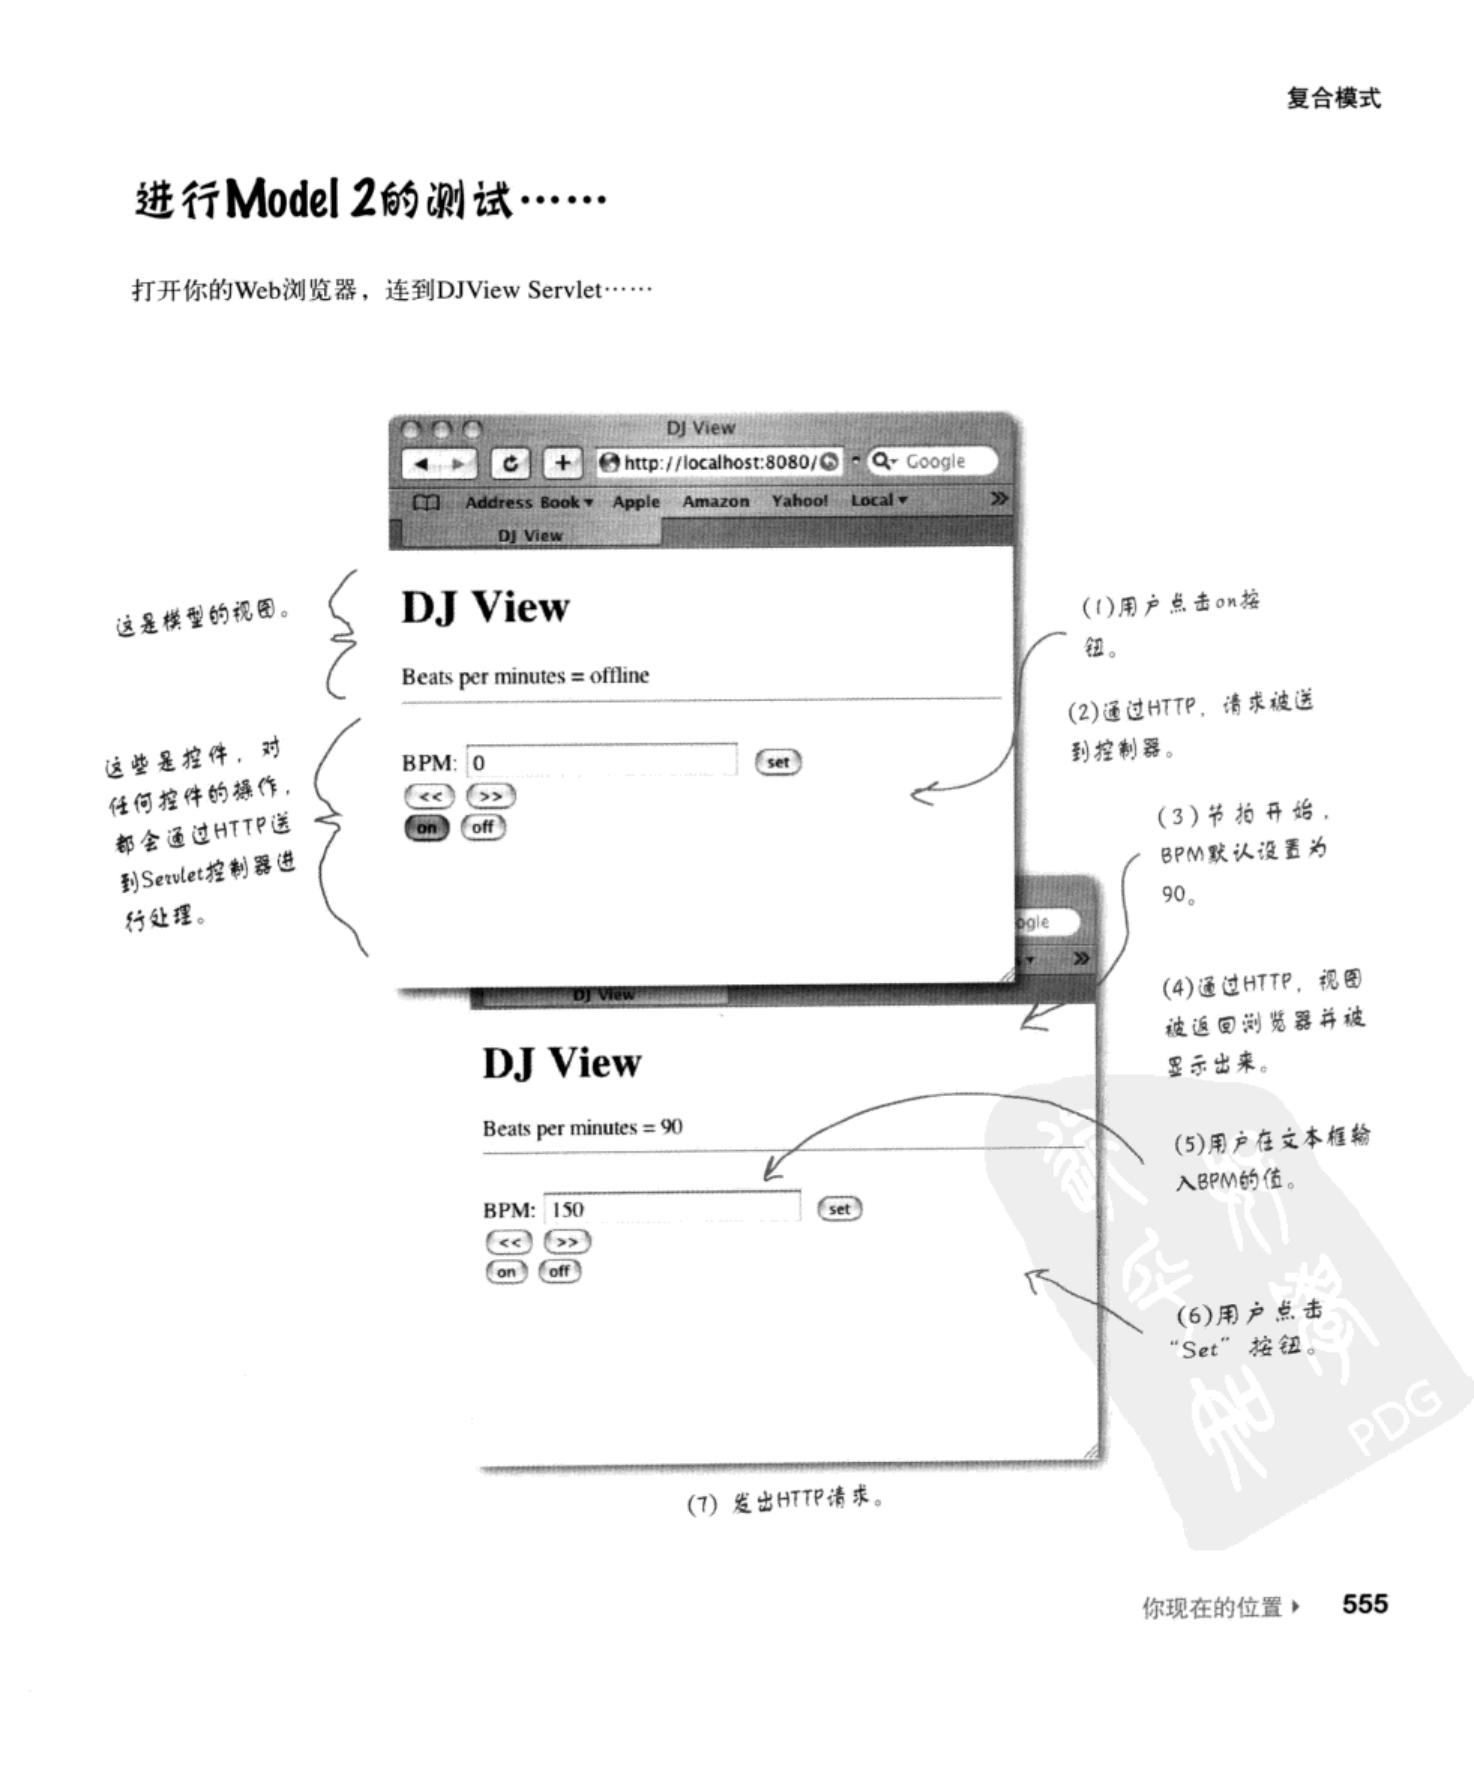 复合模式
进行Model 2的测试……
打开你的Web浏览器，连到DJView Servlet……
DJ View
http://localhost:8080/
Google
Address Book
Apple
Amazon
Yahoo!
Local
DJ View
这是模型的视图。
DJ View
Beats per minutes = offline
这些是控件，对
任何控件的操作，
都会通过HTTP送
到Servlet控制器进
行处理。
BPM: 0 set
<< >>
on off
(1)用户点击on按
钮。
(2)通过HTTP，请求被送
到控制器。
(3)节拍开始，
BPM默认设置为
90。
ogle
DJ View
DJ View
Beats per minutes = 90
BPM: 150 set
<< >>
on off
(4)通过HTTP，视图
被返回浏览器并被
显示出来。
(5)用户在文本框输
入BPM的值。
(6)用户点击
“Set” 按钮。
(7) 发出HTTP请求。
PDG
你现在的位置 555